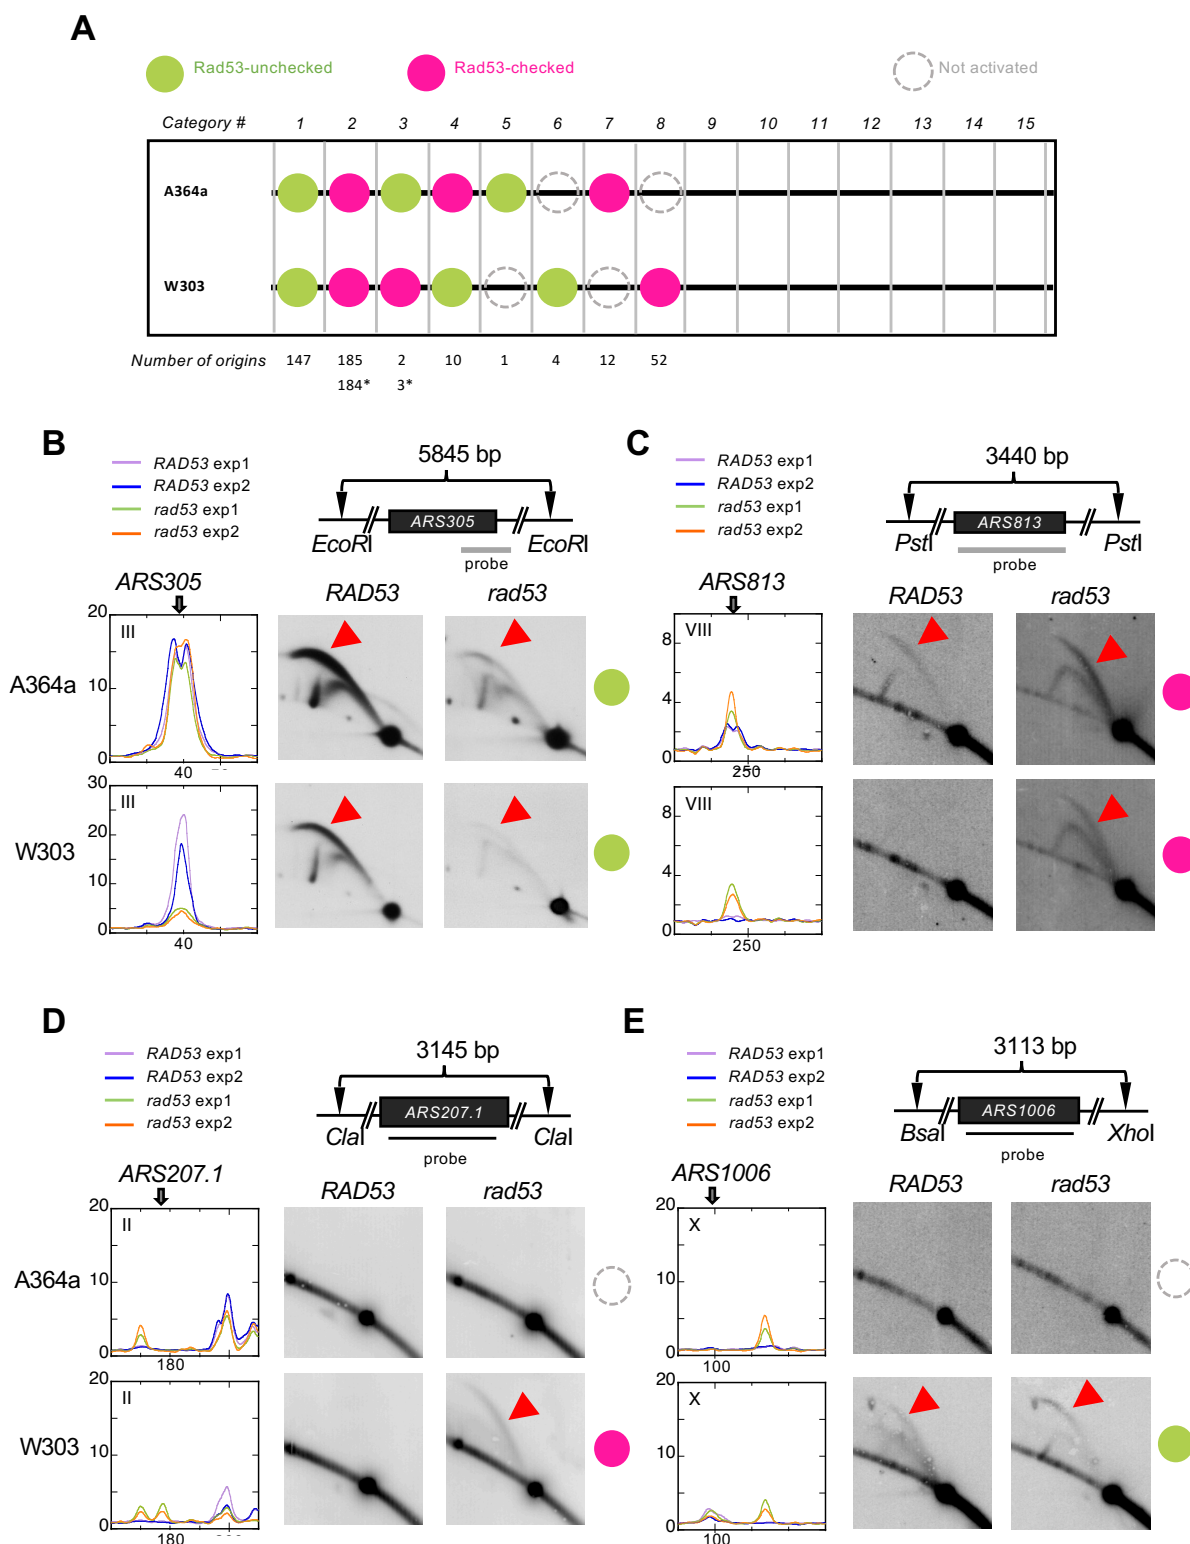 A
Rad53-unchecked Rad53-checked Not activated
Category # 1 2 3 4 5 6 7 8 9 10 11 12 13 14 15
A364a
W303
Number of origins 147 185 2 10 1 4 12 52
184* 3*
B
RAD53 exp1
RAD53 exp2
rad53 exp1
rad53 exp2
5845 bp
ARS305
EcoRI EcoRI
probe
ARS305 RAD53 rad53
A364a
III
20
10
0
40
W303
III
30
20
10
0
40
C
RAD53 exp1
RAD53 exp2
rad53 exp1
rad53 exp2
3440 bp
ARS813
PstI PstI
probe
ARS813 RAD53 rad53
VIII
8
4
0
250
VIII
8
4
0
250
D
RAD53 exp1
RAD53 exp2
rad53 exp1
rad53 exp2
3145 bp
ARS207.1
ClaI ClaI
probe
ARS207.1 RAD53 rad53
A364a
II
20
10
0
180
W303
II
20
10
0
180
E
RAD53 exp1
RAD53 exp2
rad53 exp1
rad53 exp2
3113 bp
ARS1006
BsaI XhoI
probe
ARS1006 RAD53 rad53
X
20
10
0
100
X
20
10
0
100